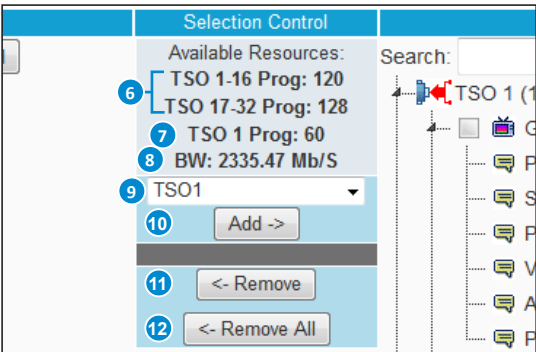 Selection Control
Available Resources:
6 TSO 1-16 Prog: 120
TSO 17-32 Prog: 128
7 TSO 1 Prog: 60
8 BW: 2335.47 Mb/S
9 TSO1
10 Add ->
11 <- Remove
12 <- Remove All
Search:
TSO 1 (1
G
P
S
P
V
A
P